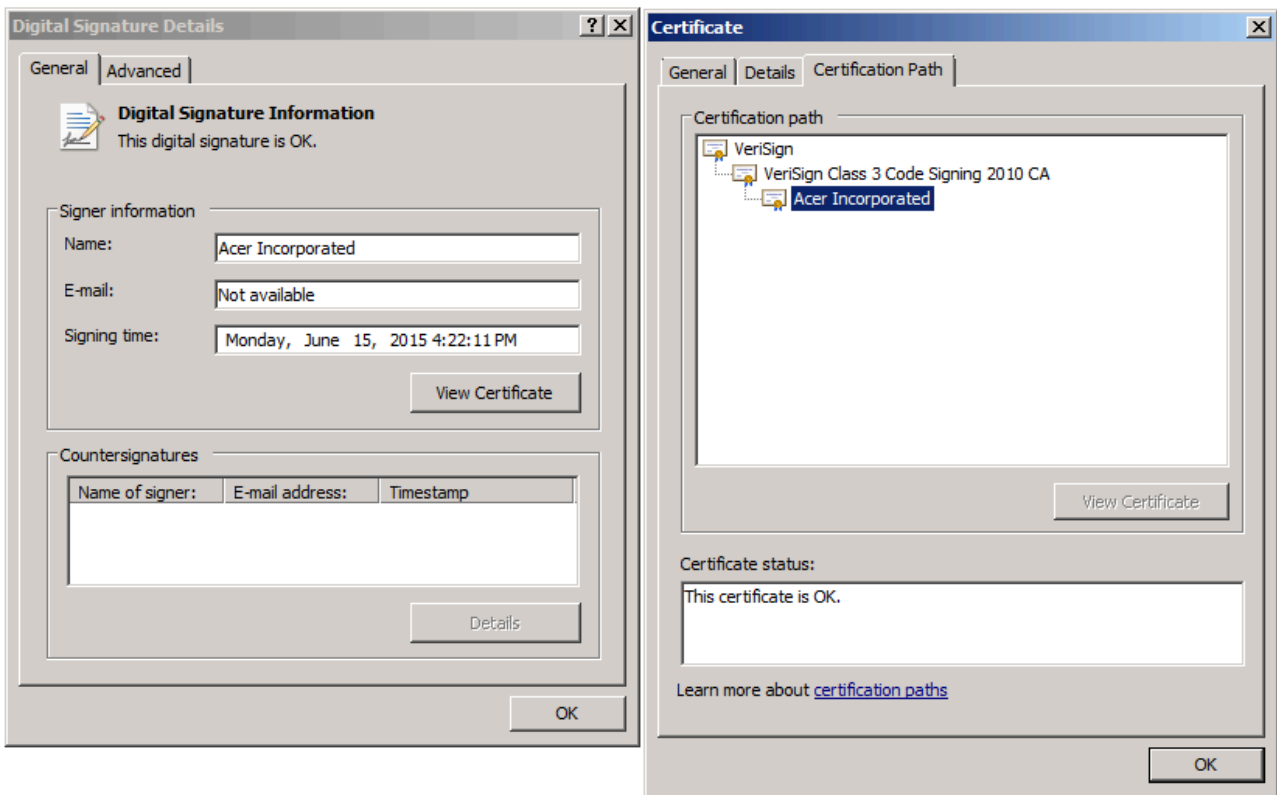 Digital Signature Details
General Advanced
Digital Signature Information
This digital signature is OK.
Signer information
Name: Acer Incorporated
E-mail: Not available
Signing time: Monday, June 15, 2015 4:22:11 PM
View Certificate
Countersignatures
Name of signer: E-mail address: Timestamp
Details
OK
Certificate
General Details Certification Path
Certification path
VeriSign
VeriSign Class 3 Code Signing 2010 CA
Acer Incorporated
View Certificate
Certificate status:
This certificate is OK.
Learn more about certification paths
OK